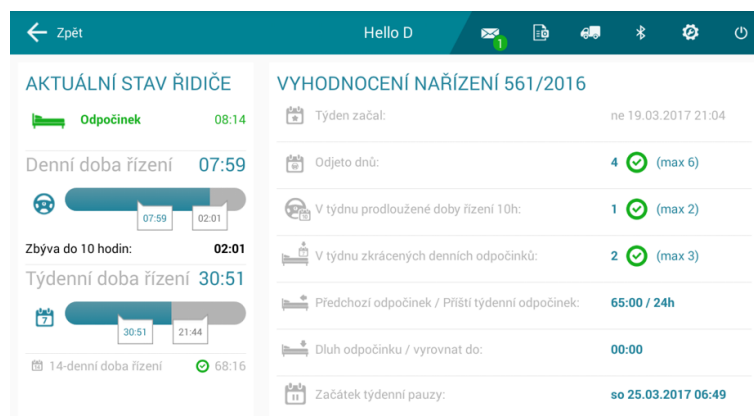 Zpět
Hello D
1
AKTUÁLNÍ STAV ŘIDIČE
Odpočinek 08:14
Denní doba řízení 07:59
07:59 02:01
Zbýva do 10 hodin: 02:01
Týdenní doba řízení 30:51
7
30:51 21:44
14-denní doba řízení 68:16
VYHODNOCENÍ NAŘÍZENÍ 561/2016
Týden začal: ne 19.03.2017 21:04
Odjeto dnů: 4 (max 6)
V týdnu prodloužené doby řízení 10h: 1 (max 2)
V týdnu zkrácených denních odpočinků: 2 (max 3)
Předchozí odpočinek / Příští týdenní odpočinek: 65:00 / 24h
Dluh odpočinku / vyrovnat do: 00:00
Začátek týdenní pauzy: so 25.03.2017 06:49